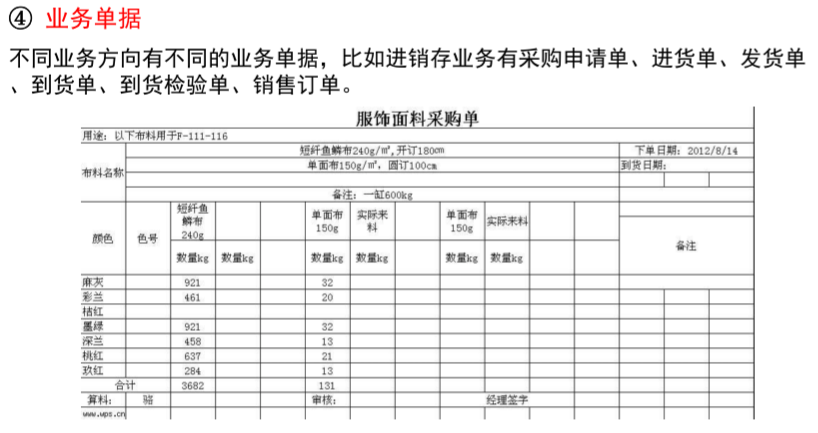 ④ 业务单据
不同业务方向有不同的业务单据，比如进销存业务有采购申请单、进货单、发货单
、到货单、到货检验单、销售订单。
服饰面料采购单
用途：以下布料用于F-111-116
布料名称 短纤鱼鳞布240g/㎡,开订180cm 下单日期：2012/8/14
单面布150g/㎡，圆订100cm 到货日期：
备注：一缸600kg
颜色 色号 短纤鱼鳞布240g 单面布150g 实际来料 单面布150g 实际来料 备注
数量kg 数量kg 数量kg 数量kg 数量kg 数量kg
麻灰 921 32
彩兰 461 20
桔红
墨绿 921 32
深兰 458 13
桃红 637 21
玫红 284 13
合计 3682 131
算料： 骆 审核： 经理签字
www.wps.cn